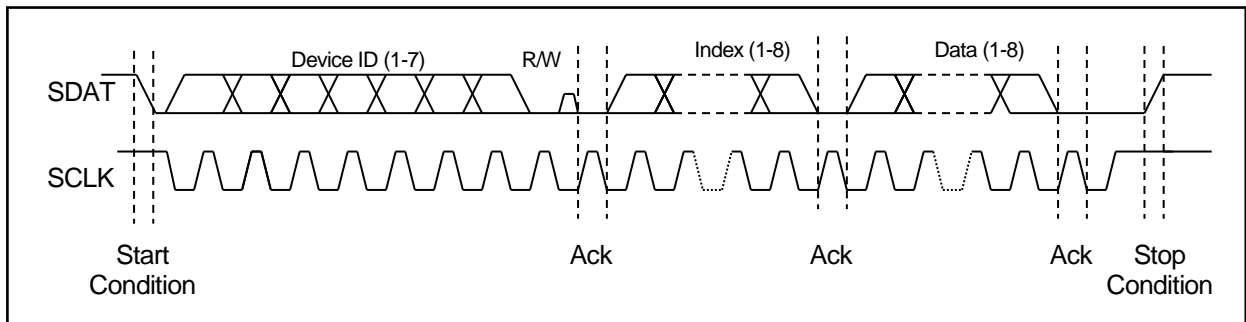 Device ID (1-7)
R/W
Index (1-8)
Data (1-8)
SDAT
SCLK
Start
Condition
Ack
Ack
Ack
Stop
Condition